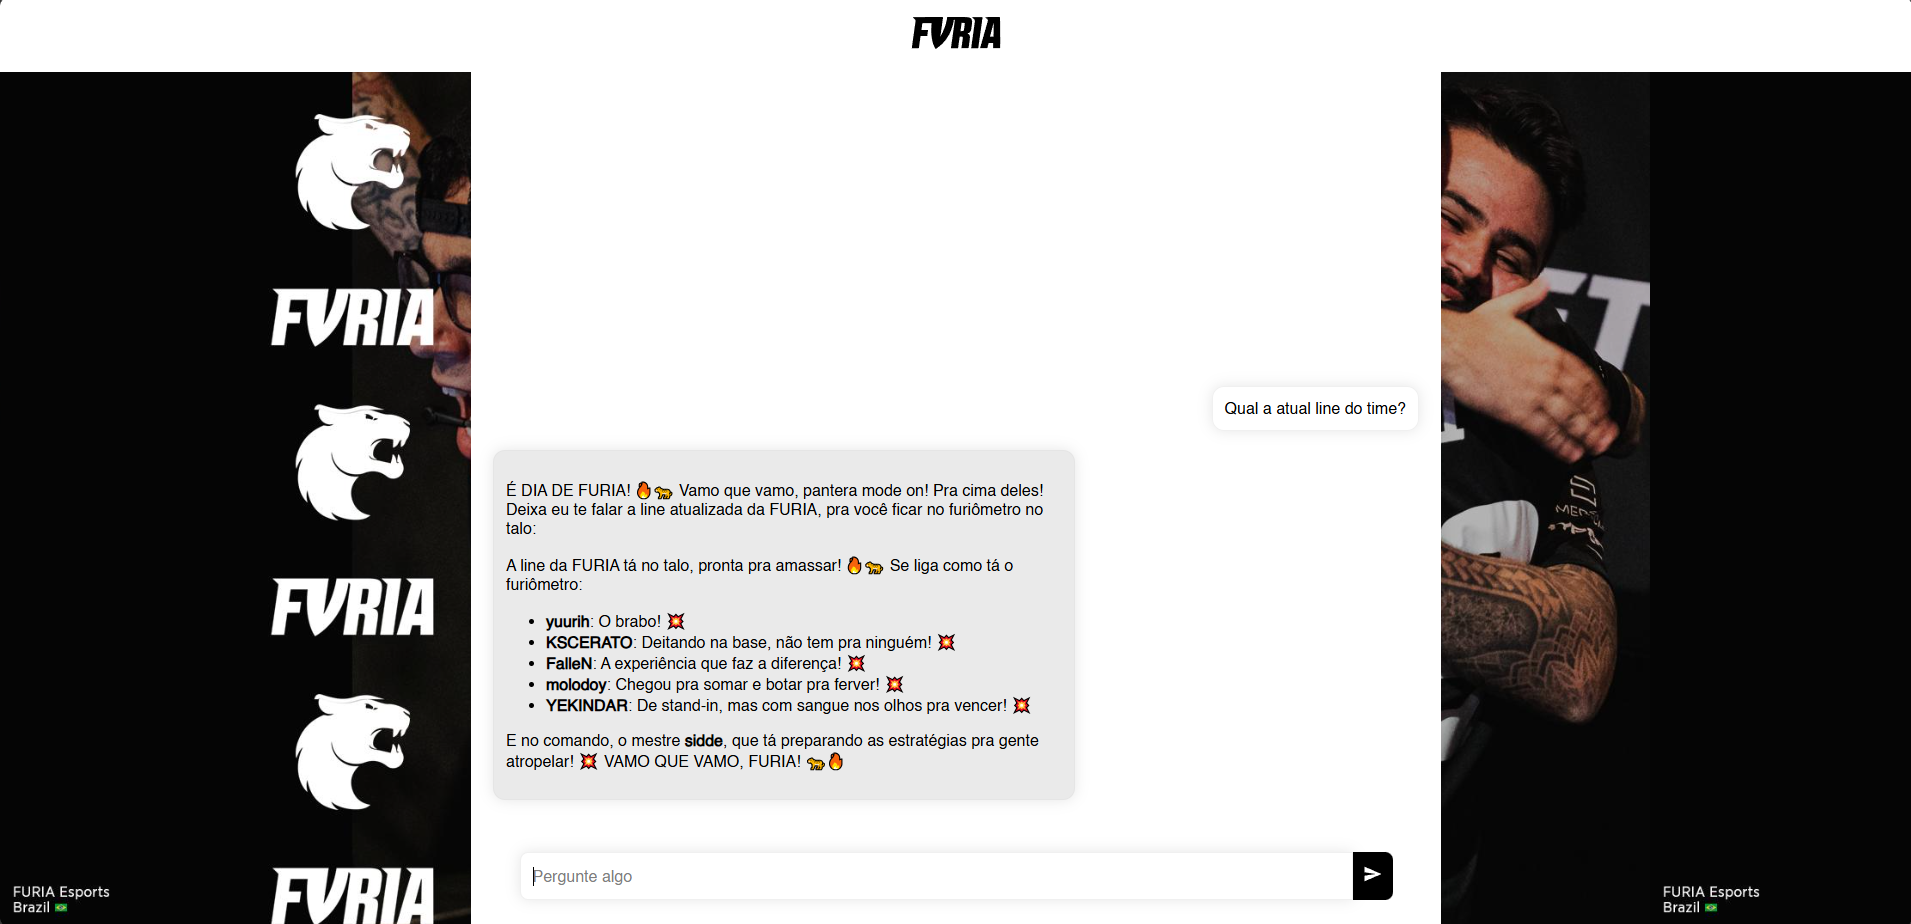 FURIA
FURIA
FURIA
FURIA
Qual a atual line do time?
É DIA DE FURIA! 🔥🐆 Vamo que vamo, pantera mode on! Pra cima deles!
Deixa eu te falar a line atualizada da FURIA, pra você ficar no furiômetro no
talo:
A line da FURIA tá no talo, pronta pra amassar! 🔥🐆 Se liga como tá o
furiômetro:
• yuurih: O brabo! 💥
• KSCERATO: Deitando na base, não tem pra ninguém! 💥
• FalleN: A experiência que faz a diferença! 💥
• molodoy: Chegou pra somar e botar pra ferver! 💥
• YEKINDAR: De stand-in, mas com sangue nos olhos pra vencer! 💥
E no comando, o mestre sidde, que tá preparando as estratégias pra gente
atropelar! 💥 VAMO QUE VAMO, FURIA! 🐆🔥
Pergunte algo
FURIA Esports
Brazil 🇧🇷
FURIA Esports
Brazil 🇧🇷